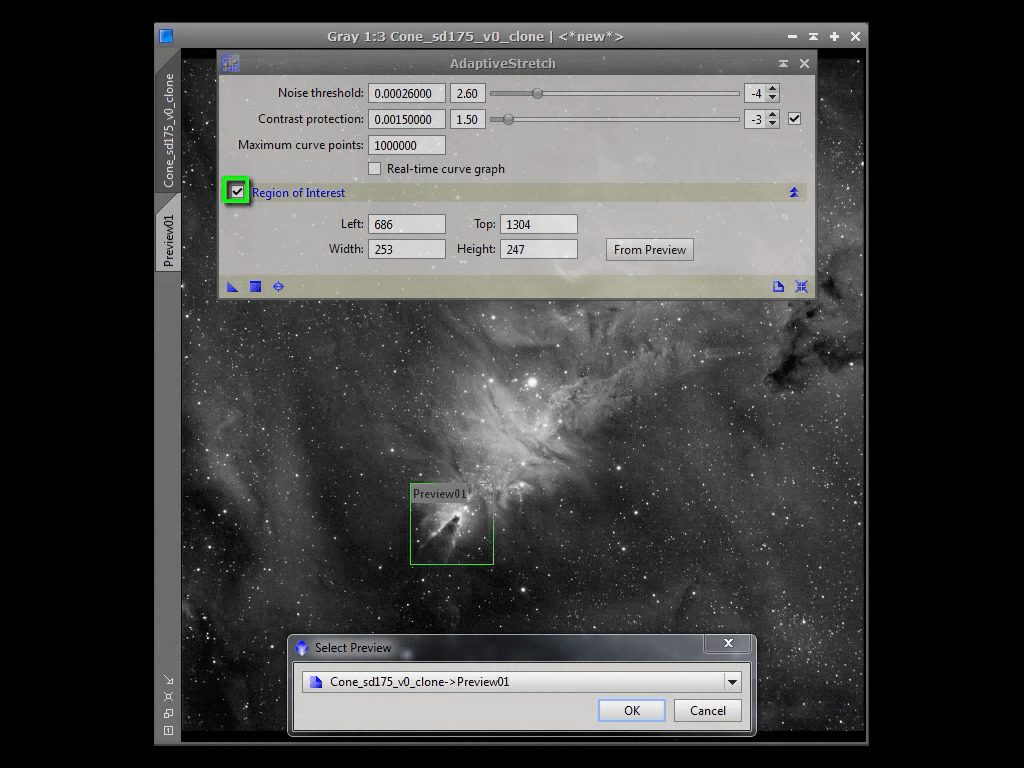 Gray 1:3 Cone_sd175_v0_clone | <*new*>
Cone_sd175_v0_clone
Preview01
AdaptiveStretch
Noise threshold: 0.00026000 2.60 -4
Contrast protection: 0.00150000 1.50 -3
Maximum curve points: 1000000
Real-time curve graph
Region of Interest
Left: 686 Top: 1304
Width: 253 Height: 247 From Preview
Preview01
Select Preview
Cone_sd175_v0_clone->Preview01
OK Cancel